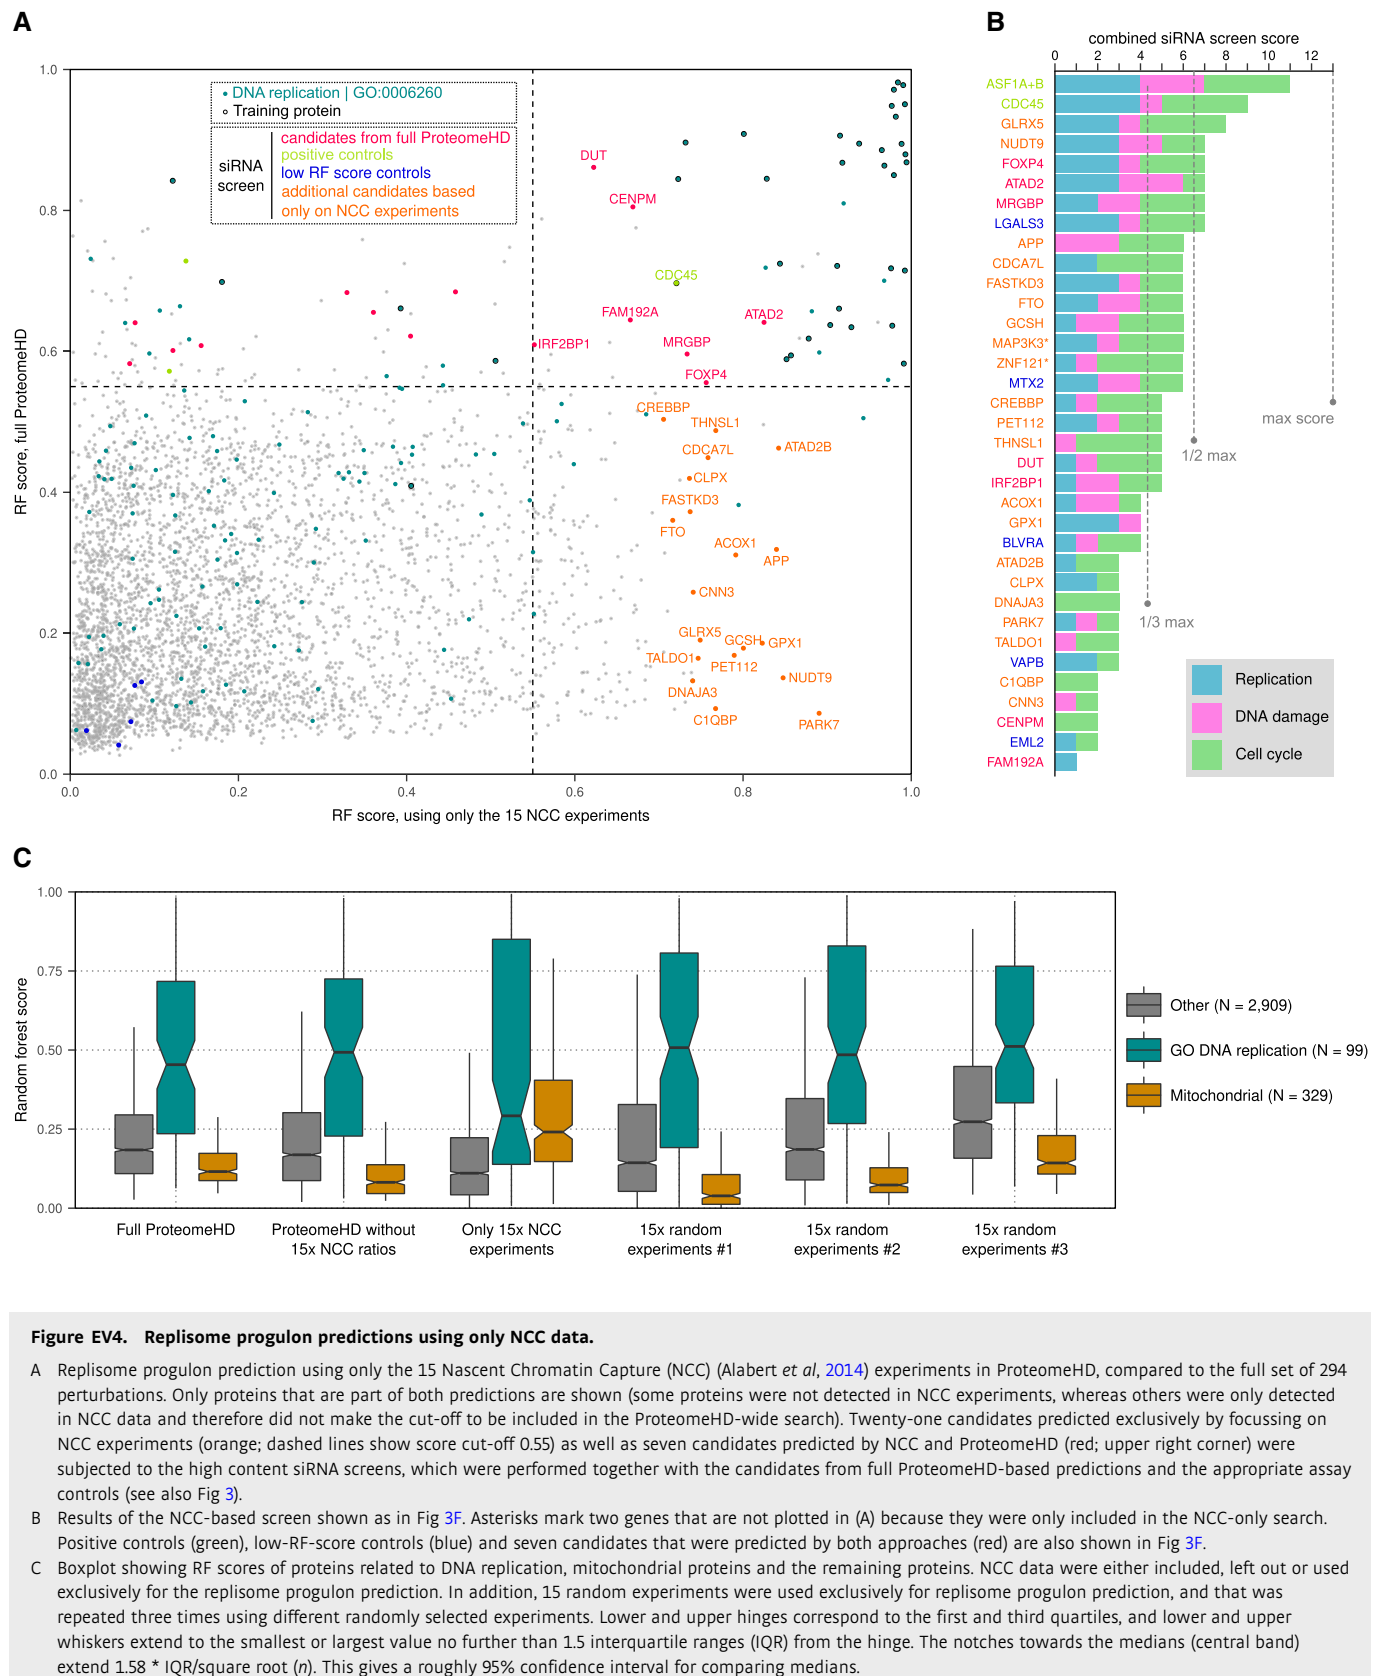 A
1.0
0.8
0.6
0.4
0.2
0.0
RF score, full ProteomeHD
DNA replication | GO:0006260
Training protein
siRNA
screen
candidates from full ProteomeHD
positive controls
low RF score controls
additional candidates based
only on NCC experiments
DUT
CENPM
CDC45
FAM192A
ATAD2
IRF2BP1
MRGBP
FOXP4
CREBBP
THNSL1
CDCA7L
ATAD2B
CLPX
FASTKD3
FTO
ACOX1
APP
CNN3
GLRX5
GCSH
GPX1
TALDO1
PET112
NUDT9
DNAJA3
C1QBP
PARK7
0.0
0.2
0.4
0.6
0.8
1.0
RF score, using only the 15 NCC experiments
B
combined siRNA screen score
0 2 4 6 8 10 12
ASF1A+B
CDC45
GLRX5
NUDT9
FOXP4
ATAD2
MRGBP
LGALS3
APP
CDCA7L
FASTKD3
FTO
GCSH
MAP3K3*
ZNF121*
MTX2
CREBBP
PET112
THNSL1
DUT
IRF2BP1
ACOX1
GPX1
BLVRA
ATAD2B
CLPX
DNAJA3
PARK7
TALDO1
VAPB
C1QBP
CNN3
CENPM
EML2
FAM192A
max score
1/2 max
1/3 max
Replication
DNA damage
Cell cycle
C
1.00
0.75
0.50
0.25
0.00
Random forest score
Full ProteomeHD
ProteomeHD without
15x NCC ratios
Only 15x NCC
experiments
15x random
experiments #1
15x random
experiments #2
15x random
experiments #3
Other (N = 2,909)
GO DNA replication (N = 99)
Mitochondrial (N = 329)
Figure EV4. Replisome progulon predictions using only NCC data.
A Replisome progulon prediction using only the 15 Nascent Chromatin Capture (NCC) (Alabert et al, 2014) experiments in ProteomeHD, compared to the full set of 294
perturbations. Only proteins that are part of both predictions are shown (some proteins were not detected in NCC experiments, whereas others were only detected
in NCC data and therefore did not make the cut-off to be included in the ProteomeHD-wide search). Twenty-one candidates predicted exclusively by focussing on
NCC experiments (orange; dashed lines show score cut-off 0.55) as well as seven candidates predicted by NCC and ProteomeHD (red; upper right corner) were
subjected to the high content siRNA screens, which were performed together with the candidates from full ProteomeHD-based predictions and the appropriate assay
controls (see also Fig 3).
B Results of the NCC-based screen shown as in Fig 3F. Asterisks mark two genes that are not plotted in (A) because they were only included in the NCC-only search.
Positive controls (green), low-RF-score controls (blue) and seven candidates that were predicted by both approaches (red) are also shown in Fig 3F.
C Boxplot showing RF scores of proteins related to DNA replication, mitochondrial proteins and the remaining proteins. NCC data were either included, left out or used
exclusively for the replisome progulon prediction. In addition, 15 random experiments were used exclusively for replisome progulon prediction, and that was
repeated three times using different randomly selected experiments. Lower and upper hinges correspond to the first and third quartiles, and lower and upper
whiskers extend to the smallest or largest value no further than 1.5 interquartile ranges (IQR) from the hinge. The notches towards the medians (central band)
extend 1.58 * IQR/square root (n). This gives a roughly 95% confidence interval for comparing medians.